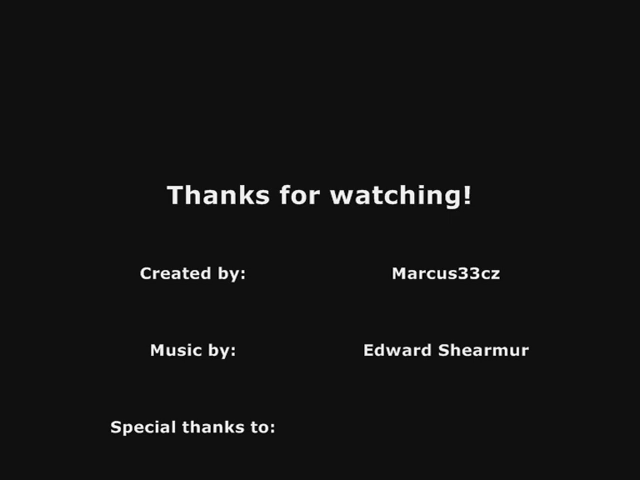 Thanks for watching!
Created by: Marcus33cz
Music by: Edward Shearmur
Special thanks to: